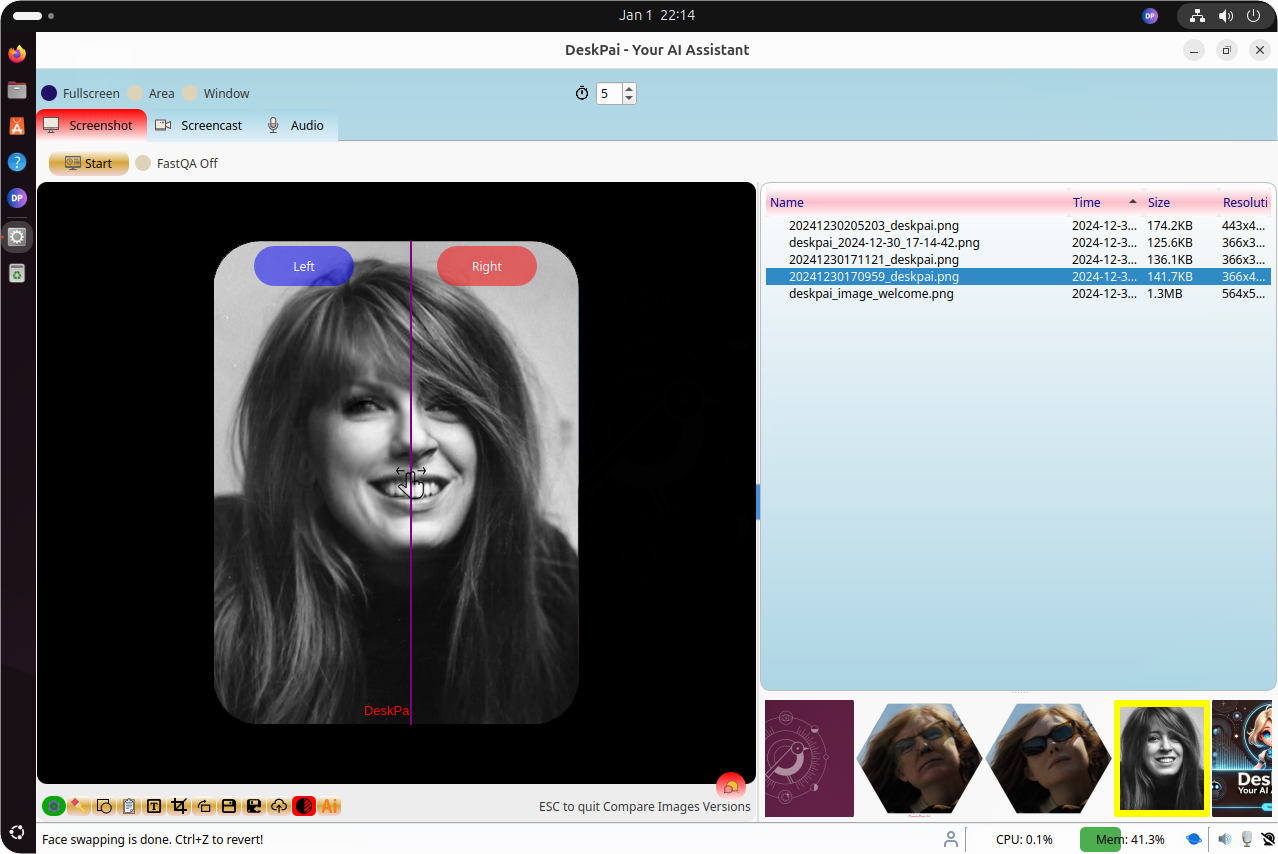 Jan 1 22:14
DP
DeskPai - Your AI Assistant
Fullscreen
Area
Window
5
Screenshot
Screencast
Audio
Start
FastQA Off
DP
Left
Right
DeskPa
Name
Time
Size
Resoluti
20241230205203_deskpai.png
2024-12-3...
174.2KB
443x4...
deskpai_2024-12-30_17-14-42.png
2024-12-3...
125.6KB
366x3...
20241230171121_deskpai.png
2024-12-3...
136.1KB
366x3...
20241230170959_deskpai.png
2024-12-3...
141.7KB
366x4...
deskpai_image_welcome.png
2024-12-3...
1.3MB
564x5...
Des
Your AI A
T
Ai
ESC to quit Compare Images Versions
Face swapping is done. Ctrl+Z to revert!
CPU: 0.1%
Mem: 41.3%